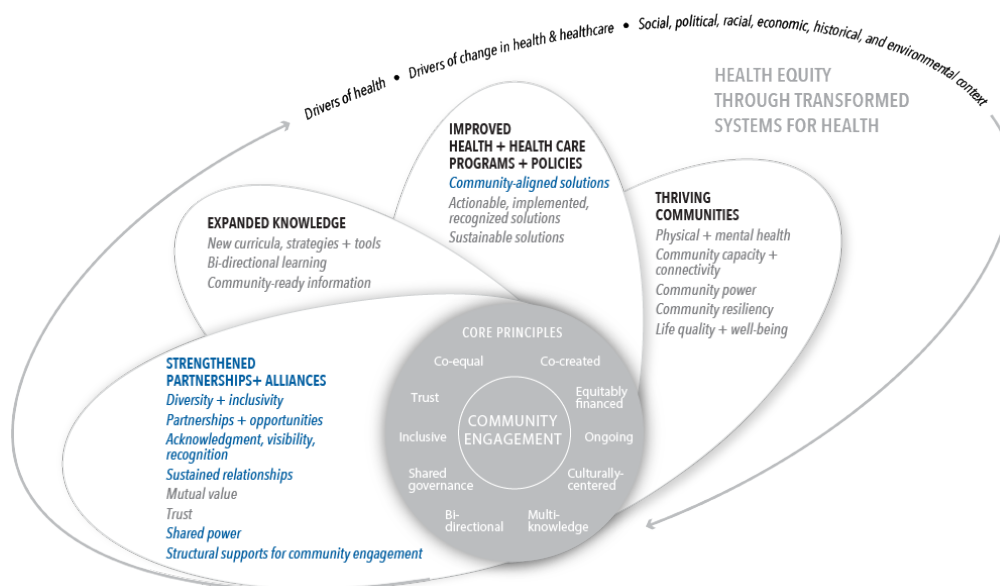 Drivers of health • Drivers of change in health & healthcare • Social, political, racial, economic, historical, and environmental context
HEALTH EQUITY
THROUGH TRANSFORMED
SYSTEMS FOR HEALTH
IMPROVED
HEALTH + HEALTH CARE
PROGRAMS + POLICIES
Community-aligned solutions
Actionable, implemented,
recognized solutions
Sustainable solutions
THRIVING
COMMUNITIES
Physical + mental health
Community capacity +
connectivity
Community power
Community resiliency
Life quality + well-being
EXPANDED KNOWLEDGE
New curricula, strategies + tools
Bi-directional learning
Community-ready information
STRENGTHENED
PARTNERSHIPS+ ALLIANCES
Diversity + inclusivity
Partnerships + opportunities
Acknowledgment, visibility,
recognition
Sustained relationships
Mutual value
Trust
Shared power
Structural supports for community engagement
CORE PRINCIPLES
Co-equal
Co-created
Trust
Equitably
financed
Inclusive
COMMUNITY
ENGAGEMENT
Ongoing
Shared
governance
Culturally-
centered
Bi-
directional
Multi-
knowledge